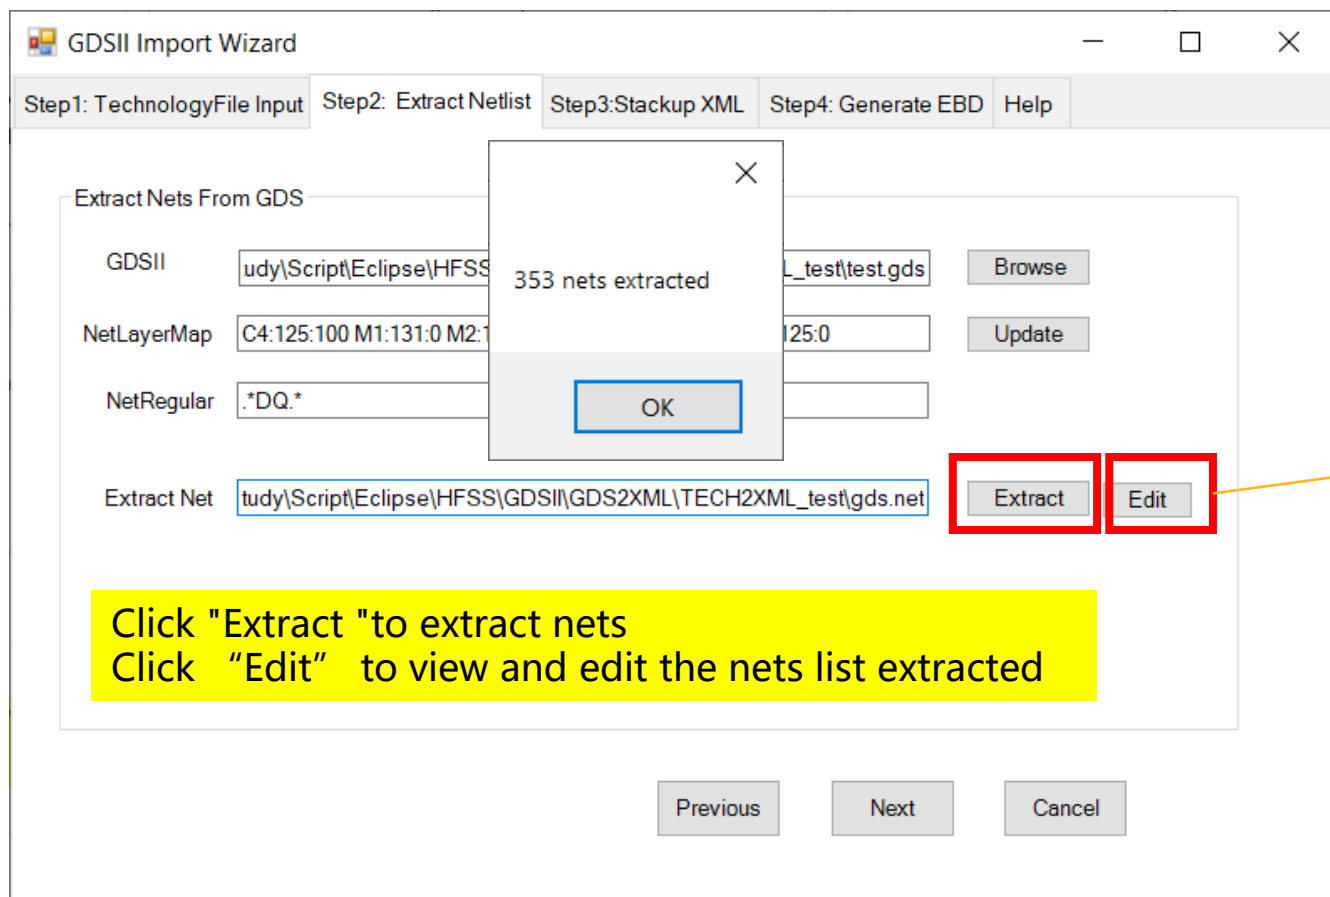 GDSII Import Wizard
Step1: TechnologyFile Input Step2: Extract Netlist Step3:Stackup XML Step4: Generate EBD Help
Extract Nets From GDS
GDSII udy\Script\Eclipse\HFSS L_test\test.gds Browse
353 nets extracted
NetLayerMap C4:125:100 M1:131:0 M2:1 125:0 Update
NetRegular .*DQ.*
OK
Extract Net tudy\Script\Eclipse\HFSS\GDSII\GDS2XML\TECH2XML_test\gds.net Extract Edit
Click "Extract "to extract nets
Click “Edit” to view and edit the nets list extracted
Previous Next Cancel